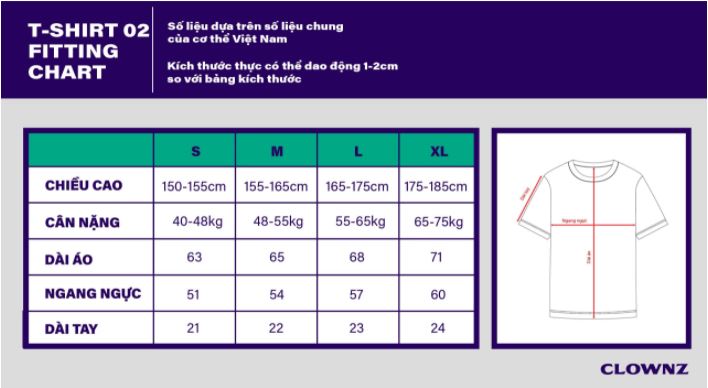 T-SHIRT 02
FITTING
CHART
Số liệu dựa trên số liệu chung
của cơ thể Việt Nam
Kích thước thực có thể dao động 1-2cm
so với bảng kích thước
S M L XL
CHIỀU CAO 150-155cm 155-165cm 165-175cm 175-185cm
CÂN NẶNG 40-48kg 48-55kg 55-65kg 65-75kg
DÀI ÁO 63 65 68 71
NGANG NGỰC 51 54 57 60
DÀI TAY 21 22 23 24
Dài tay
Ngang ngực
Dài áo
CLOWNZ